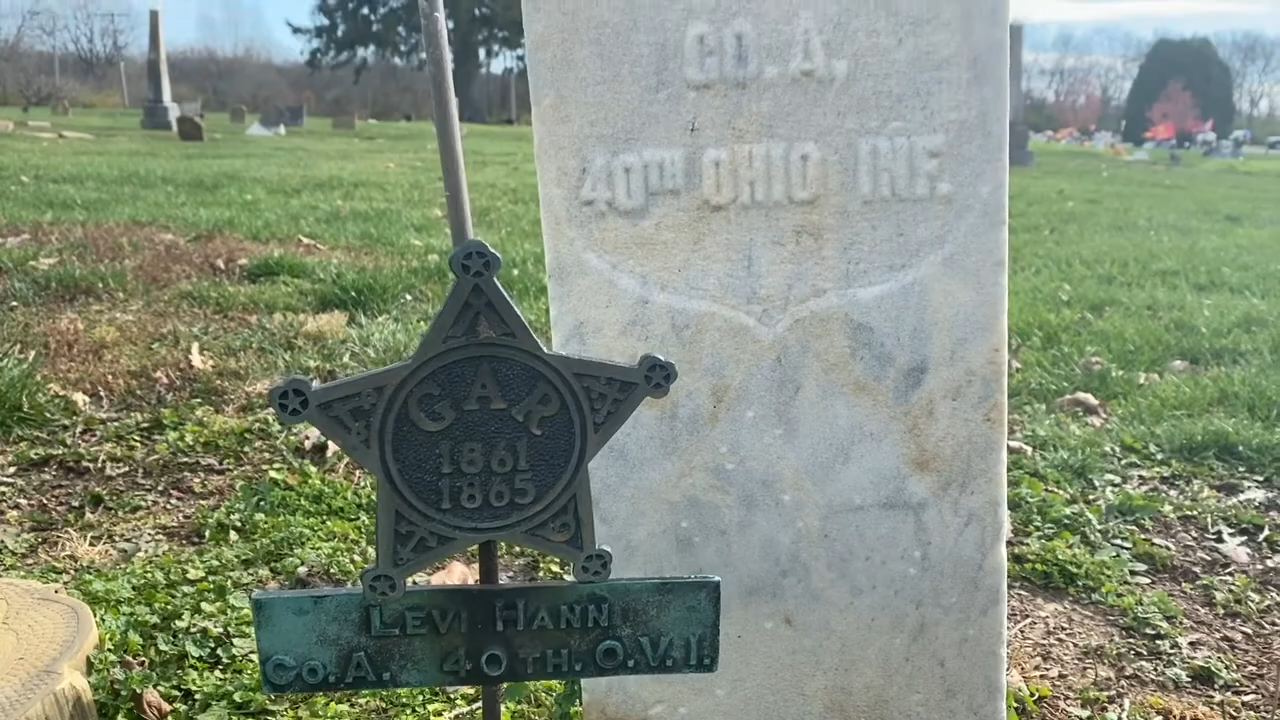 CO. A,
40TH OHIO INF.
GAR
1861
1865
LEVI HANN
Co. A. 40TH. O.V.I.